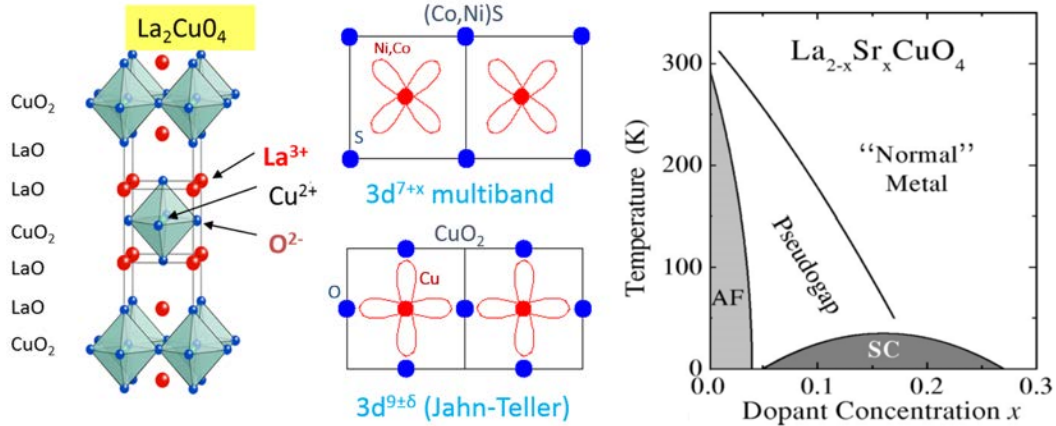 La₂CuO₄
CuO₂
LaO
LaO
CuO₂
LaO
LaO
CuO₂
La³⁺
Cu²⁺
O²⁻
(Co,Ni)S
Ni,Co
S
3d⁷⁺ˣ multiband
CuO₂
O
Cu
3d⁹±ᵟ (Jahn-Teller)
La₂₋ₓSrₓCuO₄
"Normal"
Metal
Pseudogap
AF
SC
Temperature (K)
300
200
100
0
0.0 0.1 0.2 0.3
Dopant Concentration x